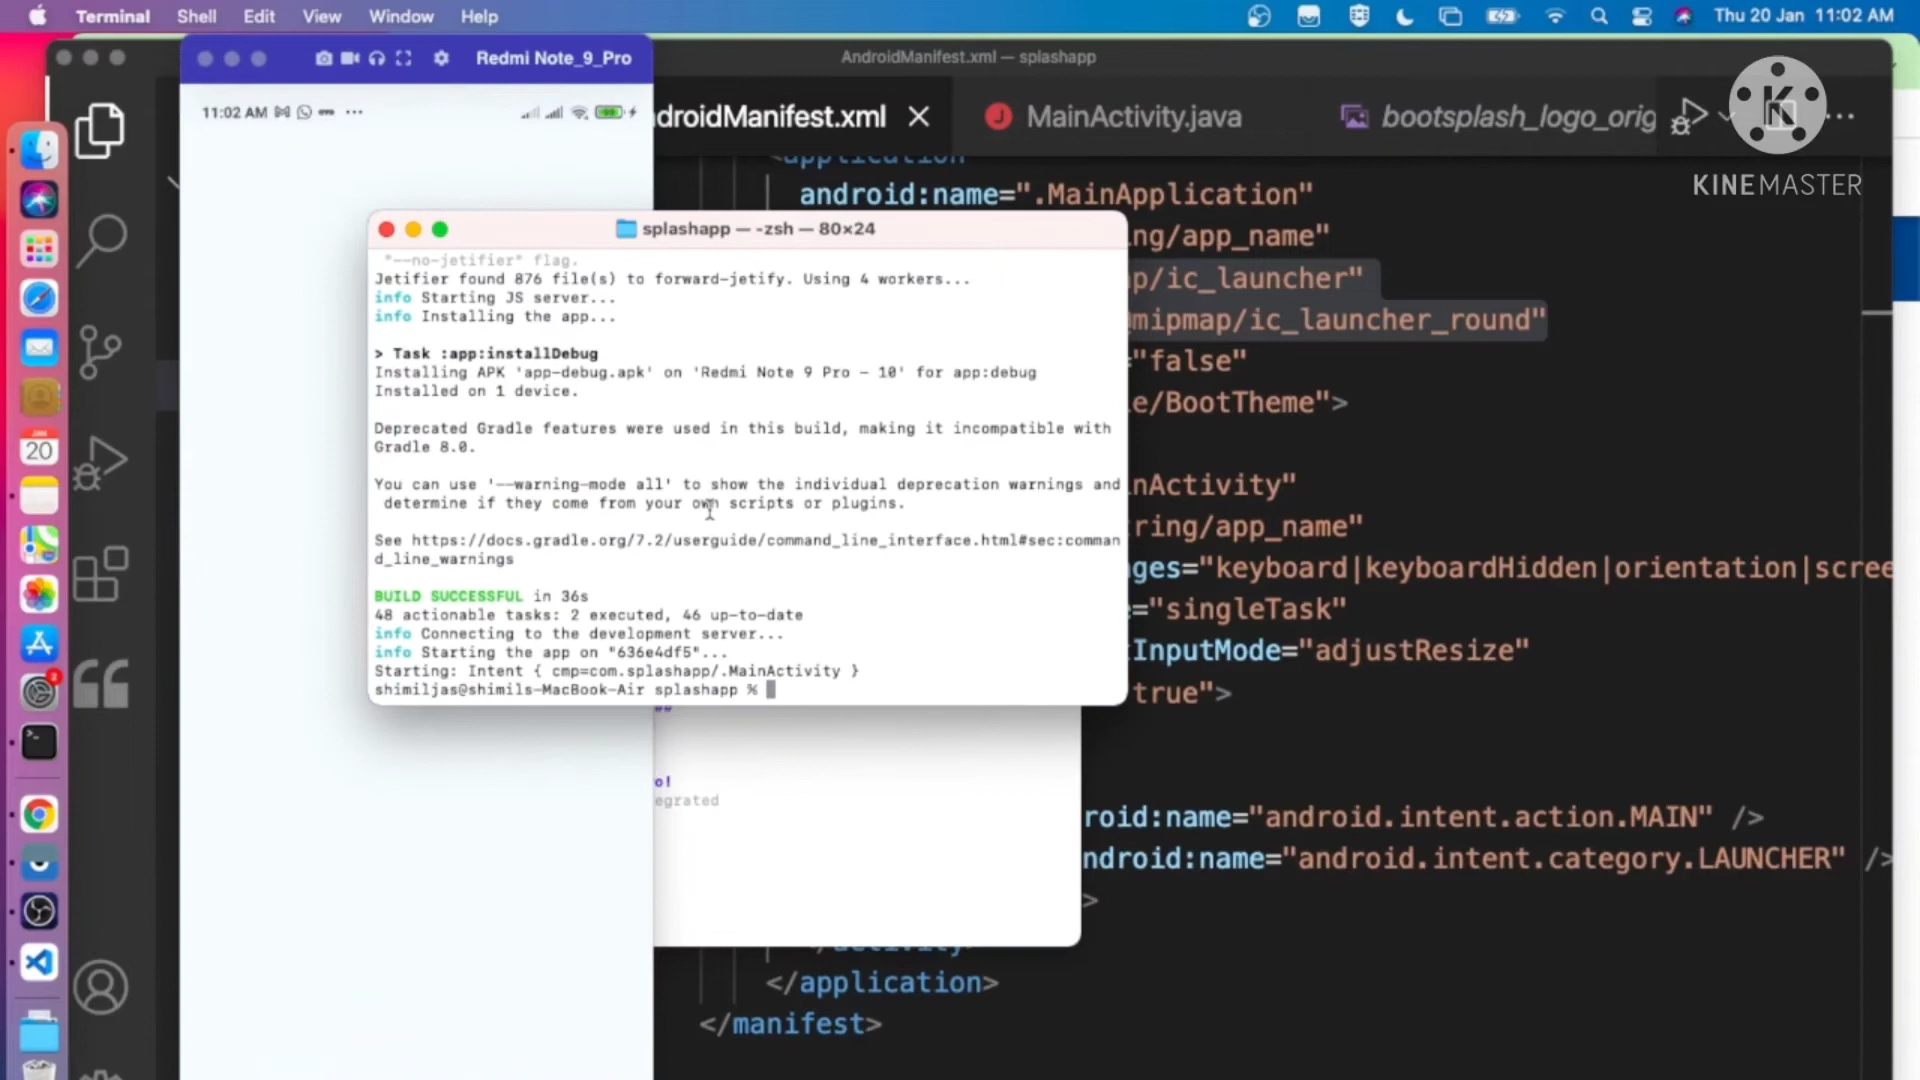 Terminal Shell Edit View Window Help Thu 20 Jan 11:02 AM
AndroidManifest.xml — splashapp
Redmi Note_9_Pro
11:02 AM
droidManifest.xml MainActivity.java bootsplash_logo_orig
KINEMASTER
<application
android:name=".MainApplication"
ng/app_name"
p/ic_launcher"
mipmap/ic_launcher_round"
="false"
e/BootTheme">
nActivity"
ring/app_name"
ges="keyboard|keyboardHidden|orientation|scree
="singleTask"
tInputMode="adjustResize"
true">
roid:name="android.intent.action.MAIN" />
ndroid:name="android.intent.category.LAUNCHER" />
>
</activity>
</application>
</manifest>
splashapp — -zsh — 80×24
"--no-jetifier" flag.
Jetifier found 876 file(s) to forward-jetify. Using 4 workers...
info Starting JS server...
info Installing the app...
> Task :app:installDebug
Installing APK 'app-debug.apk' on 'Redmi Note 9 Pro - 10' for app:debug
Installed on 1 device.
Deprecated Gradle features were used in this build, making it incompatible with
Gradle 8.0.
You can use '--warning-mode all' to show the individual deprecation warnings and
determine if they come from your own scripts or plugins.
See https://docs.gradle.org/7.2/userguide/command_line_interface.html#sec:comman
d_line_warnings
BUILD SUCCESSFUL in 36s
48 actionable tasks: 2 executed, 46 up-to-date
info Connecting to the development server...
info Starting the app on "636e4df5"...
Starting: Intent { cmp=com.splashapp/.MainActivity }
shimiljas@shimils-MacBook-Air splashapp %
##
o!
egrated
JAN
20
2